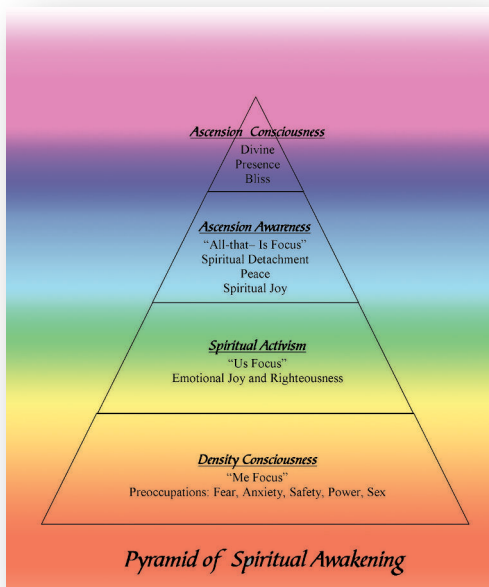 Ascension Consciousness
Divine
Presence
Bliss
Ascension Awareness
“All-that– Is Focus”
Spiritual Detachment
Peace
Spiritual Joy
Spiritual Activism
“Us Focus”
Emotional Joy and Righteousness
Density Consciousness
“Me Focus”
Preoccupations: Fear, Anxiety, Safety, Power, Sex
Pyramid of Spiritual Awakening